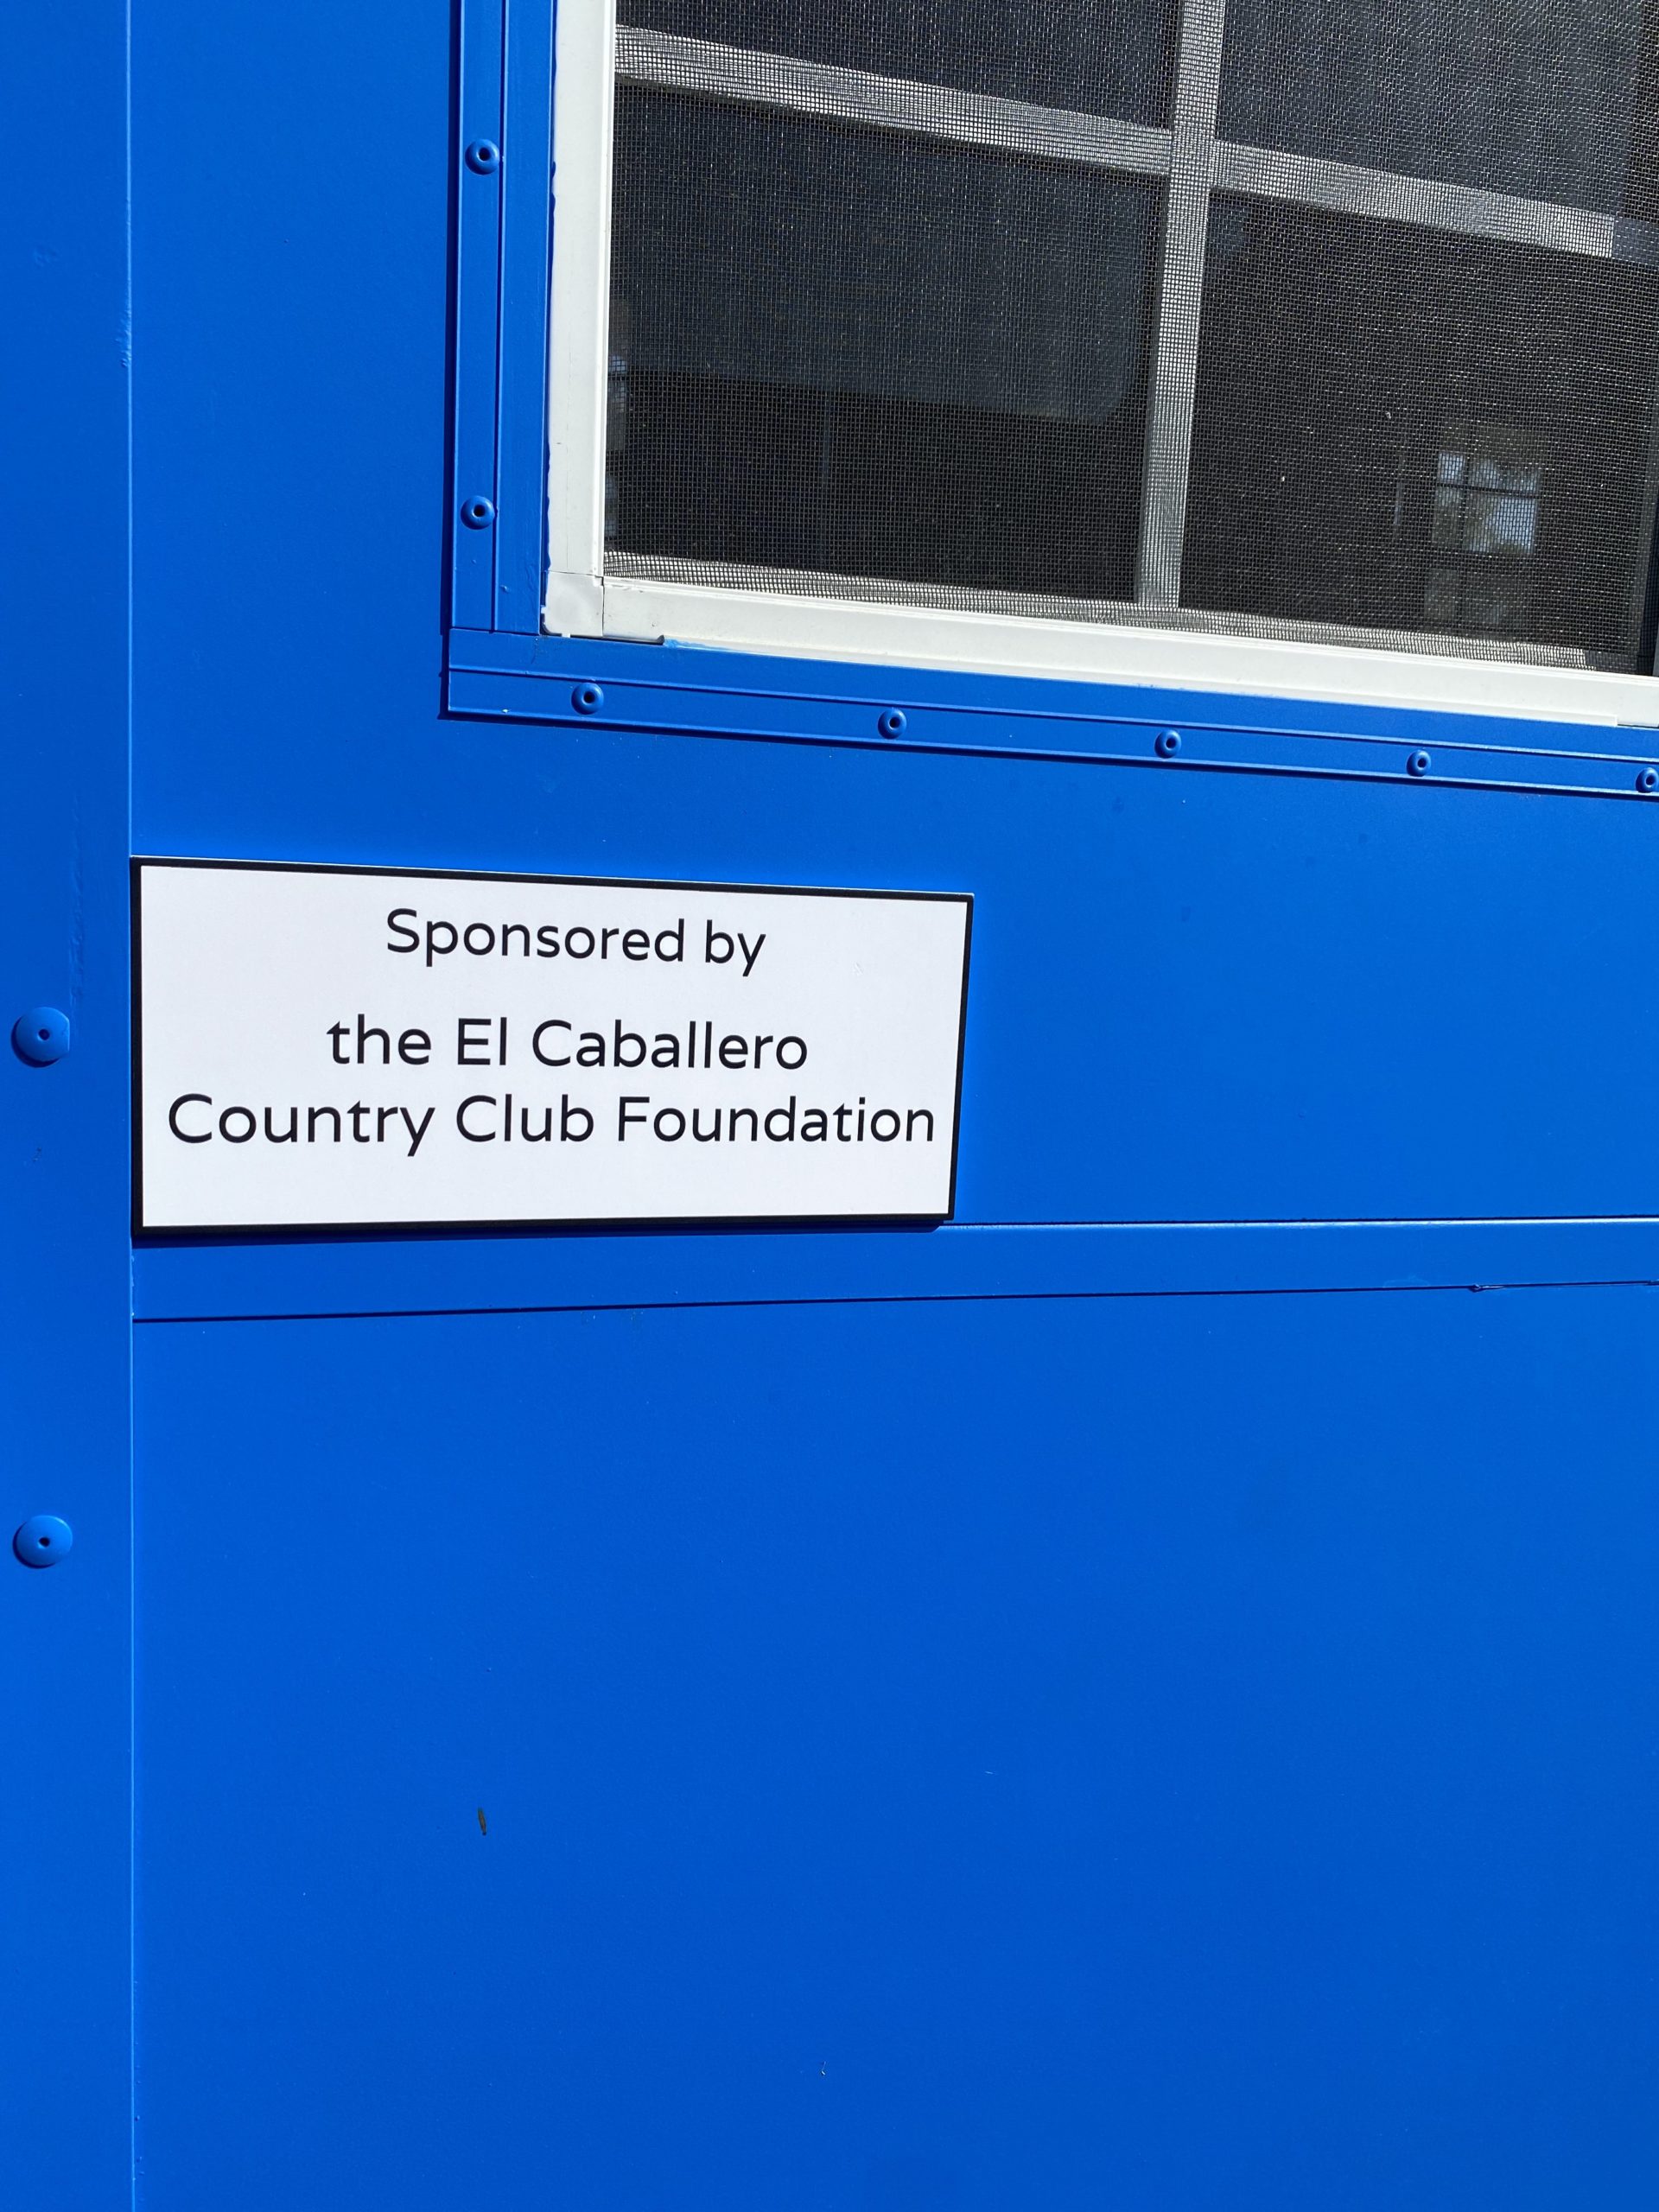 Sponsored by
the El Caballero
Country Club Foundation